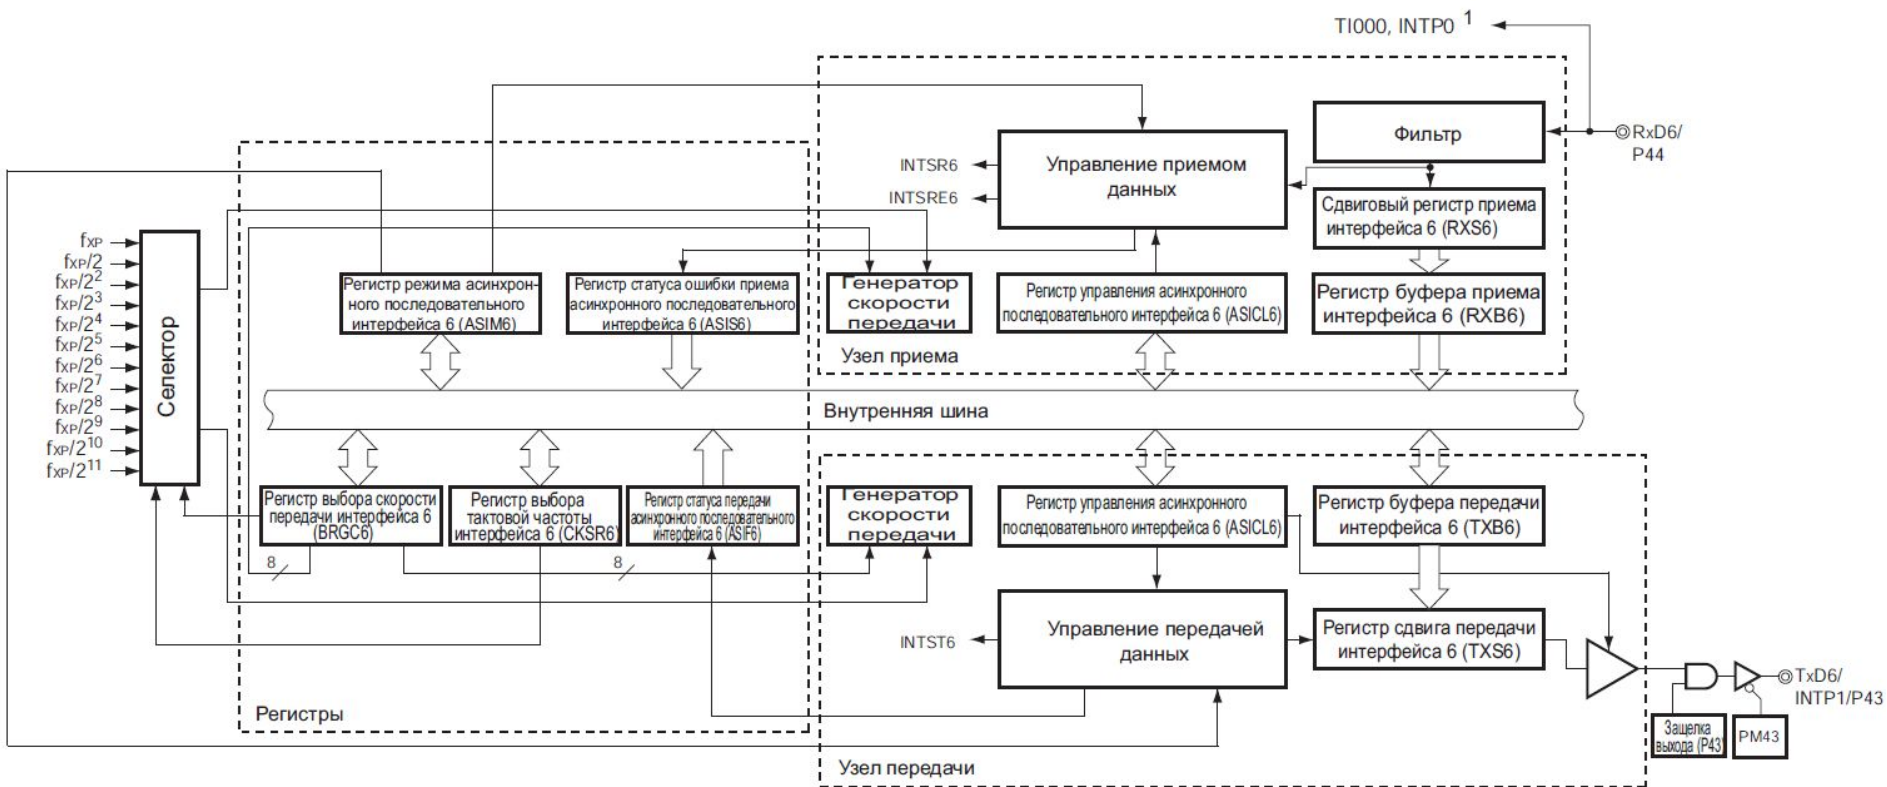 TI000, INTP0 1
Фильтр
RxD6/
P44
Управление приемом
данных
INTSR6
INTSRE6
Сдвиговый регистр приема
интерфейса 6 (RXS6)
fXP
fXP/2
fXP/2^2
fXP/2^3
fXP/2^4
fXP/2^5
fXP/2^6
fXP/2^7
fXP/2^8
fXP/2^9
fXP/2^10
fXP/2^11
Селектор
Регистр режима асинхрон-
ного последовательного
интерфейса 6 (ASIM6)
Регистр статуса ошибки приема
асинхронного последовательного
интерфейса 6 (ASIS6)
Генератор
скорости
передачи
Регистр управления асинхронного
последовательного интерфейса 6 (ASICL6)
Регистр буфера приема
интерфейса 6 (RXB6)
Узел приема
Внутренняя шина
Регистр выбора скорости
передачи интерфейса 6
(BRGC6)
Регистр выбора
тактовой частоты
интерфейса 6 (CKSR6)
Регистр статуса передачи
асинхронного последовательного
интерфейса 6 (ASIF6)
Генератор
скорости
передачи
Регистр управления асинхронного
последовательного интерфейса 6 (ASICL6)
Регистр буфера передачи
интерфейса 6 (TXB6)
8
8
INTST6
Управление передачей
данных
Регистр сдвига передачи
интерфейса 6 (TXS6)
TxD6/
INTP1/P43
Защелка
выхода (P43)
PM43
Регистры
Узел передачи